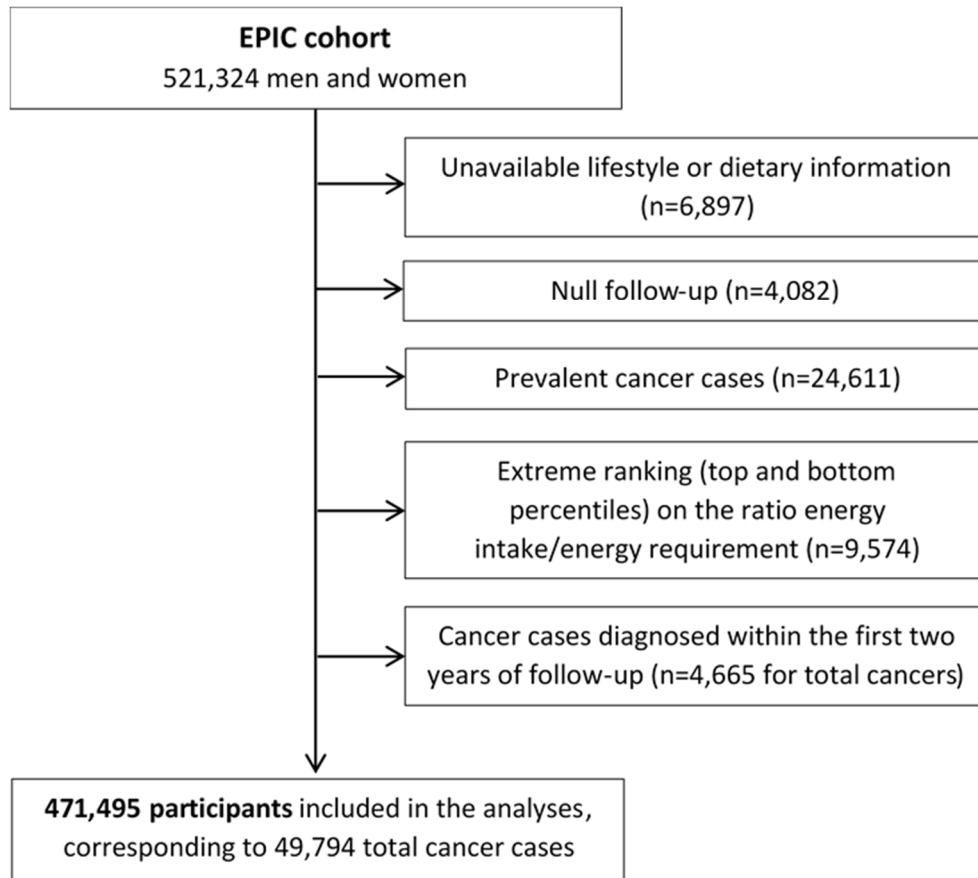 EPIC cohort
521,324 men and women
Unavailable lifestyle or dietary information
(n=6,897)
Null follow-up (n=4,082)
Prevalent cancer cases (n=24,611)
Extreme ranking (top and bottom
percentiles) on the ratio energy
intake/energy requirement (n=9,574)
Cancer cases diagnosed within the first two
years of follow-up (n=4,665 for total cancers)
471,495 participants included in the analyses,
corresponding to 49,794 total cancer cases